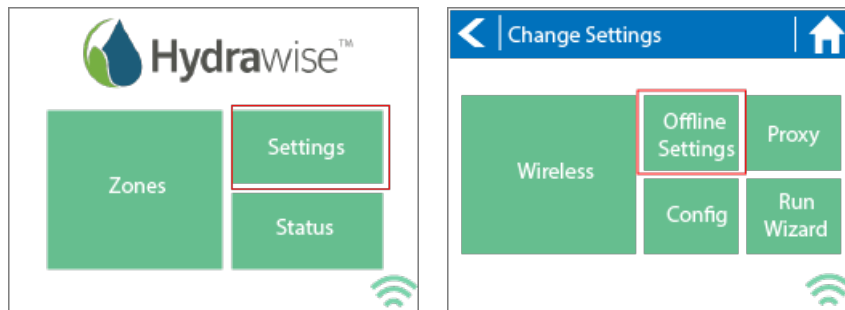 Hydrawise™
Zones
Settings
Status
Change Settings
Wireless
Offline
Settings
Proxy
Config
Run
Wizard